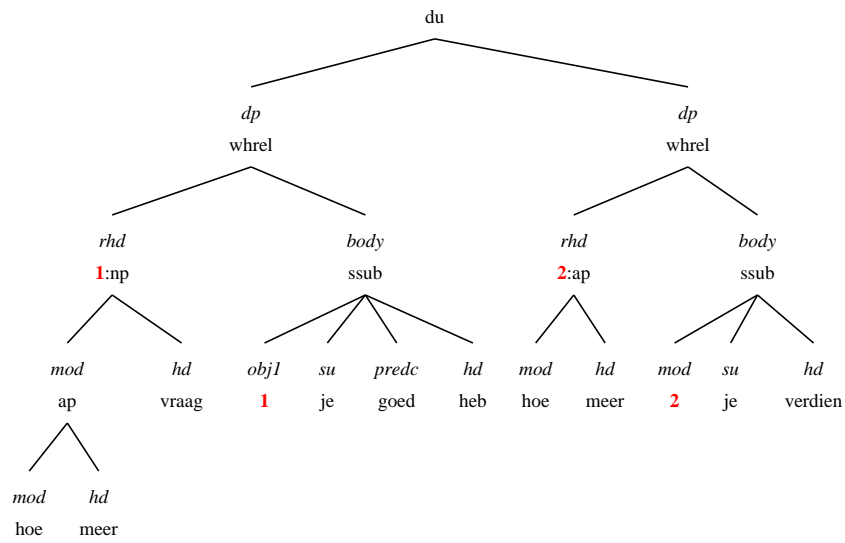 du
dp dp
whrel whrel
rhd body rhd body
1:np ssub 2:ap ssub
mod hd obj1 su predc hd mod hd mod su hd
ap vraag 1 je goed heb hoe meer 2 je verdien
mod hd
hoe meer